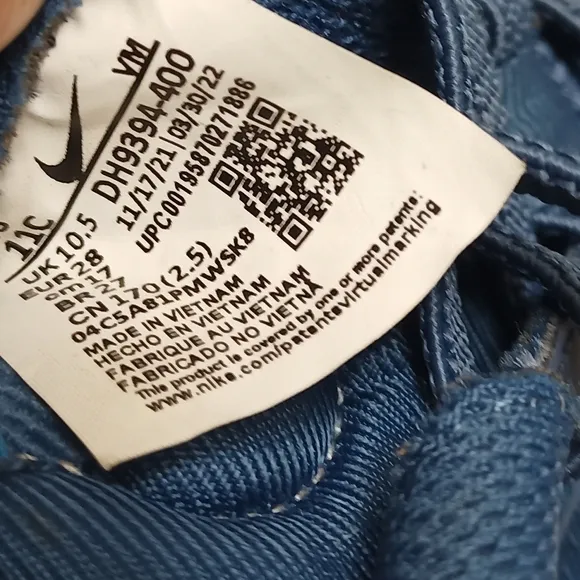 VM
11C
UK 10.5
EUR 28
CN 170 (2.5)
DH9394-400
11/17/21 | 03/30/22
UPC00195870271886
04C5A81PMWSK8
MADE IN VIETNAM
HECHO EN VIETNAM
FABRIQUE AU VIETNAM
FABRICADO NO VIETNÃ
This product is covered by one or more patents:
www.nike.com/patentsvirtualmarking